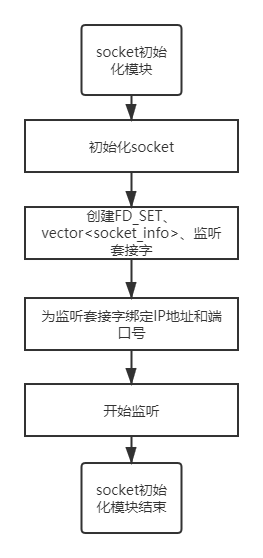 socket初始
化模块
初始化socket
创建FD_SET、
vector<socket_info>、监听
套接字
为监听套接字绑定IP地址和端
口号
开始监听
socket初始
化模块结束